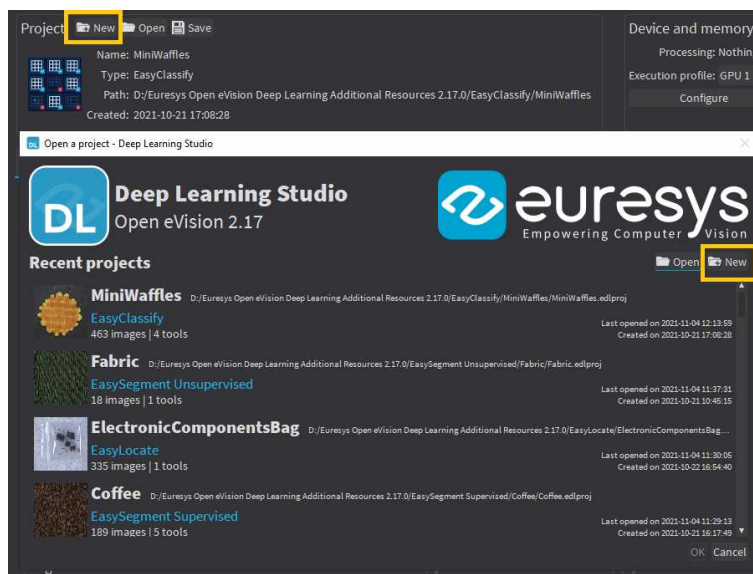 Project New Open Save
Device and memory
Name: MiniWaffles
Processing: Nothin
Type: EasyClassify
Execution profile: GPU 1
Path: D:/Euresys Open eVision Deep Learning Additional Resources 2.17.0/EasyClassify/MiniWaffles
Configure
Created: 2021-10-21 17:08:28
DL Open a project - Deep Learning Studio
DL
Deep Learning Studio
Open eVision 2.17
euresys
Empowering Computer Vision
Recent projects
Open New
MiniWaffles D:/Euresys Open eVision Deep Learning Additional Resources 2.17.0/EasyClassify/MiniWaffles/MiniWaffles.edlproj
EasyClassify
Last opened on 2021-11-04 12:13:59
463 images | 4 tools
Created on 2021-10-21 17:08:28
Fabric D:/Euresys Open eVision Deep Learning Additional Resources 2.17.0/EasySegment Unsupervised/Fabric/Fabric.edlproj
EasySegment Unsupervised
Last opened on 2021-11-04 11:37:31
18 images | 1 tools
Created on 2021-10-21 10:45:15
ElectronicComponentsBag D:/Euresys Open eVision Deep Learning Additional Resources 2.17.0/EasyLocate/ElectronicComponentsBag...
EasyLocate
Last opened on 2021-11-04 11:30:05
335 images | 1 tools
Created on 2021-10-22 16:54:40
Coffee D:/Euresys Open eVision Deep Learning Additional Resources 2.17.0/EasySegment Supervised/Coffee/Coffee.edlproj
EasySegment Supervised
Last opened on 2021-11-04 11:29:13
189 images | 5 tools
Created on 2021-10-21 16:17:49
OK Cancel